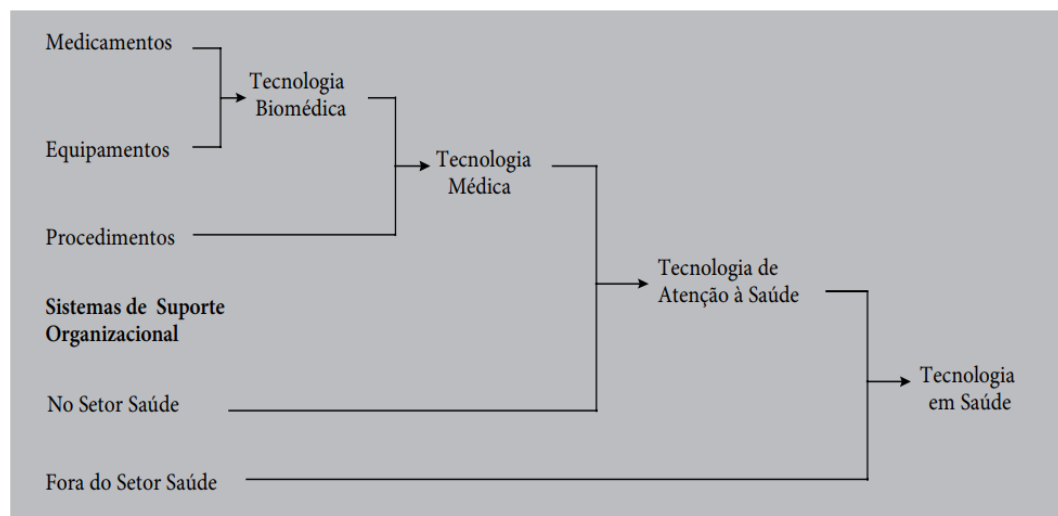 Medicamentos
Tecnologia
Biomédica
Equipamentos
Tecnologia
Médica
Procedimentos
Tecnologia de
Atenção à Saúde
Sistemas de Suporte
Organizacional
Tecnologia
em Saúde
No Setor Saúde
Fora do Setor Saúde